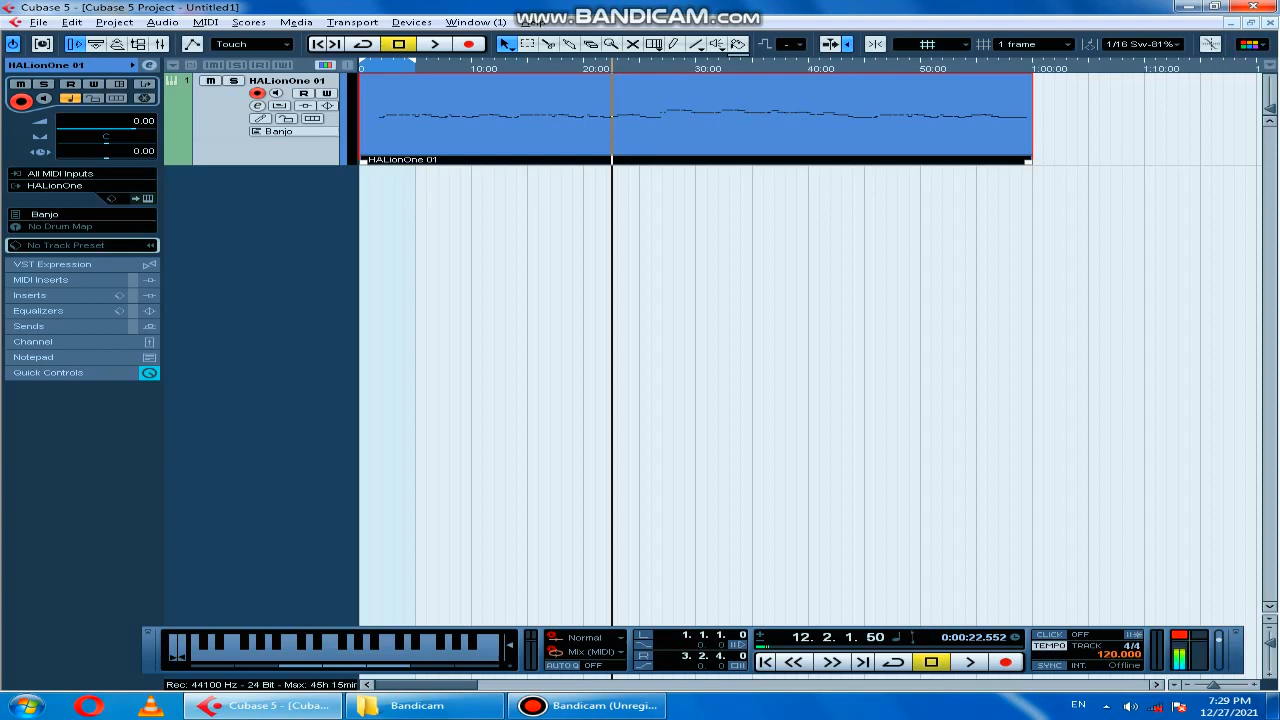 Cubase 5 - [Cubase 5 Project - Untitled1]
www.BANDICAM.com
File Edit Project Audio MIDI Scores Media Transport Devices Window (1)
Touch
1 frame
1/16 Sw-81%
HALionOne 01
M S R W
0.00
C
0.00
All MIDI Inputs
HALionOne
Banjo
No Drum Map
No Track Preset
VST Expression
MIDI Inserts
Inserts
Equalizers
Sends
Channel
Notepad
Quick Controls
1
M S HALionOne 01
R W
e
Banjo
0 10:00 20:00 30:00 40:00 50:00 1:00:00 1:10:00
HALionOne 01
Normal
Mix (MIDI)
AUTO Q OFF
L 1. 1. 1. 0
0. 0
R 3. 2. 4. 0
0. 0
12. 2. 1. 50
0:00:22.552
CLICK OFF
TEMPO TRACK 4/4
120.000
SYNC INT. Offline
Rec: 44100 Hz - 24 Bit - Max: 45h 15min
Cubase 5 - [Cuba...
Bandicam
Bandicam (Unregi...
EN
7:29 PM
12/27/2021